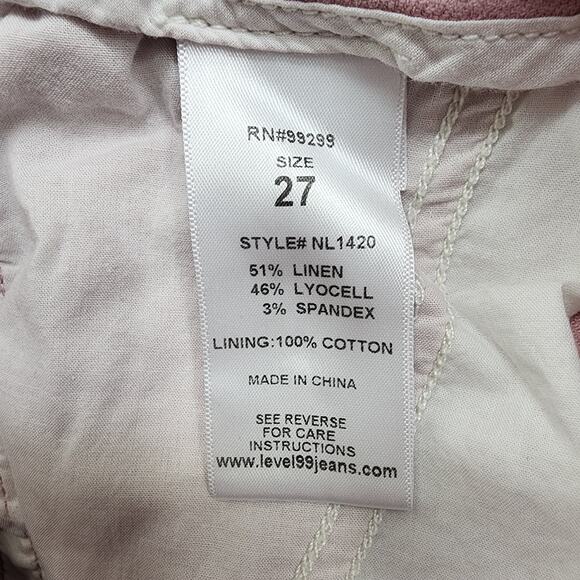 RN#99299
SIZE
27
STYLE# NL1420
51% LINEN
46% LYOCELL
3% SPANDEX
LINING:100% COTTON
MADE IN CHINA
SEE REVERSE
FOR CARE
INSTRUCTIONS
www.level99jeans.com